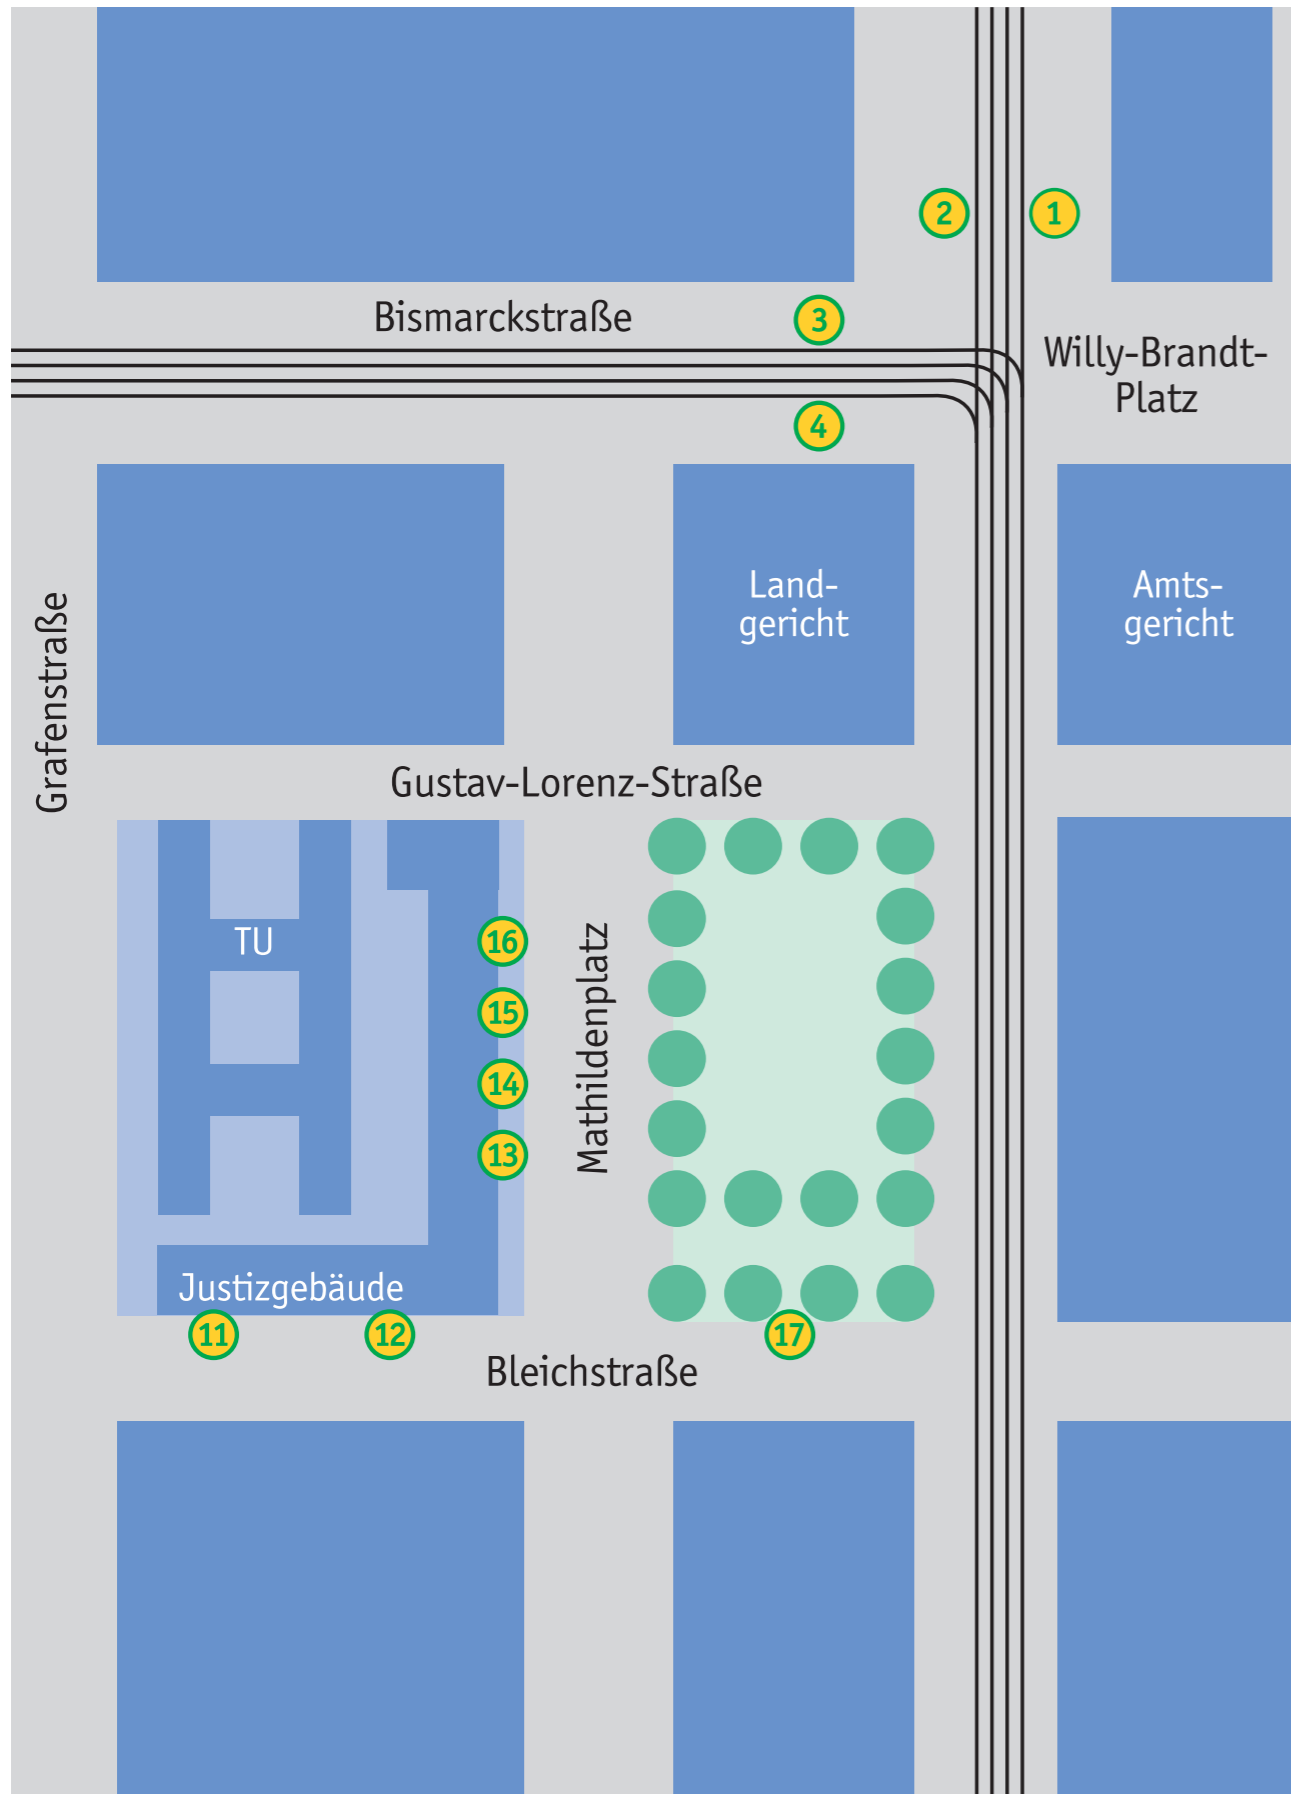 2
1
Bismarckstraße
3
Willy-Brandt-
Platz
4
Land-
gericht
Amts-
gericht
Grafenstraße
Gustav-Lorenz-Straße
TU
16
15
14
13
Mathildenplatz
Justizgebäude
11
12
17
Bleichstraße